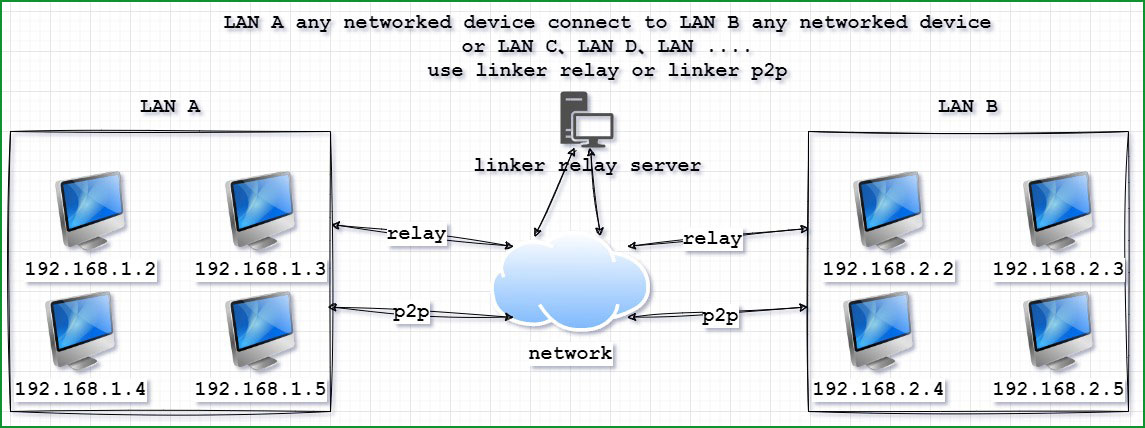 LAN A any networked device connect to LAN B any networked device
or LAN C、LAN D、LAN ....
use linker relay or linker p2p
LAN A
LAN B
linker relay server
relay
relay
192.168.1.2
192.168.1.3
192.168.2.2
192.168.2.3
p2p
p2p
network
192.168.1.4
192.168.1.5
192.168.2.4
192.168.2.5